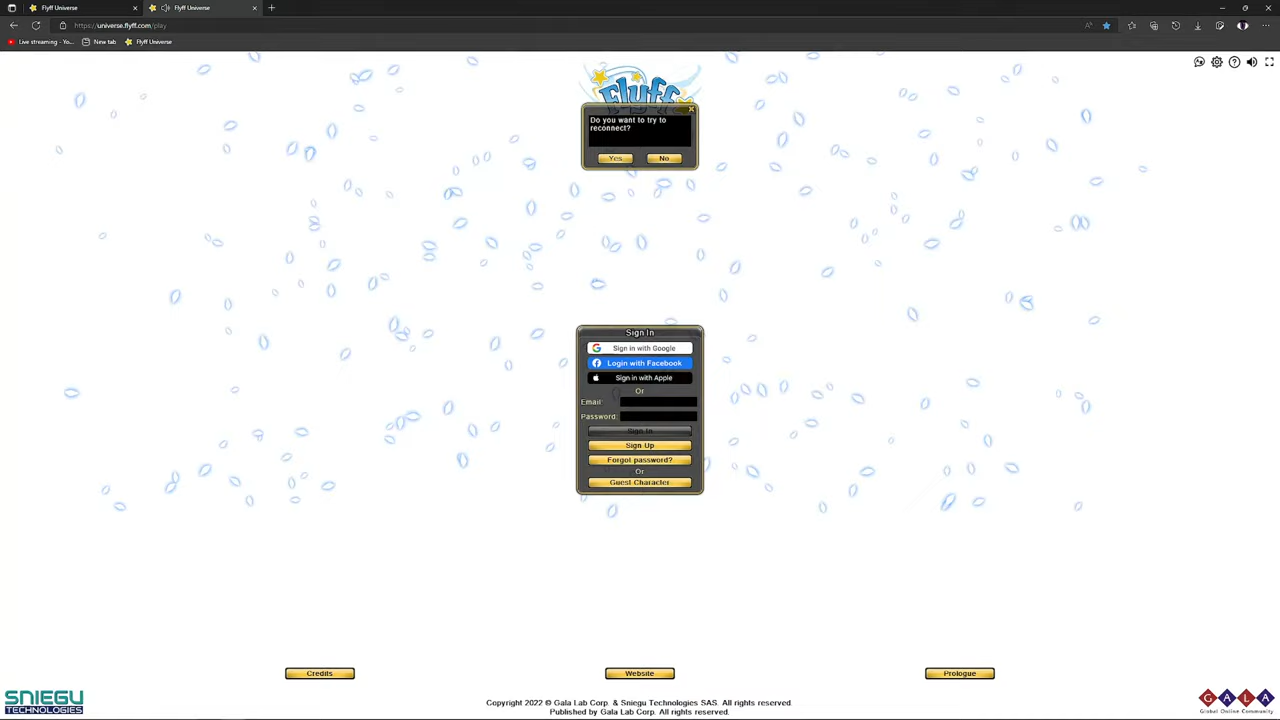 Flyff Universe
Flyff Universe
https://universe.flyff.com/play
Live streaming - Yo...
New tab
Flyff Universe
Flyff
Do you want to try to
reconnect?
Yes
No
Sign In
Sign in with Google
Login with Facebook
Sign in with Apple
Or
Email:
Password:
Sign In
Sign Up
Forgot password?
Or
Guest Character
Credits
Website
Prologue
SNIEGU
TECHNOLOGIES
Copyright 2022 © Gala Lab Corp. & Sniegu Technologies SAS. All rights reserved.
Published by Gala Lab Corp. All rights reserved.
GALA
Global Online Community